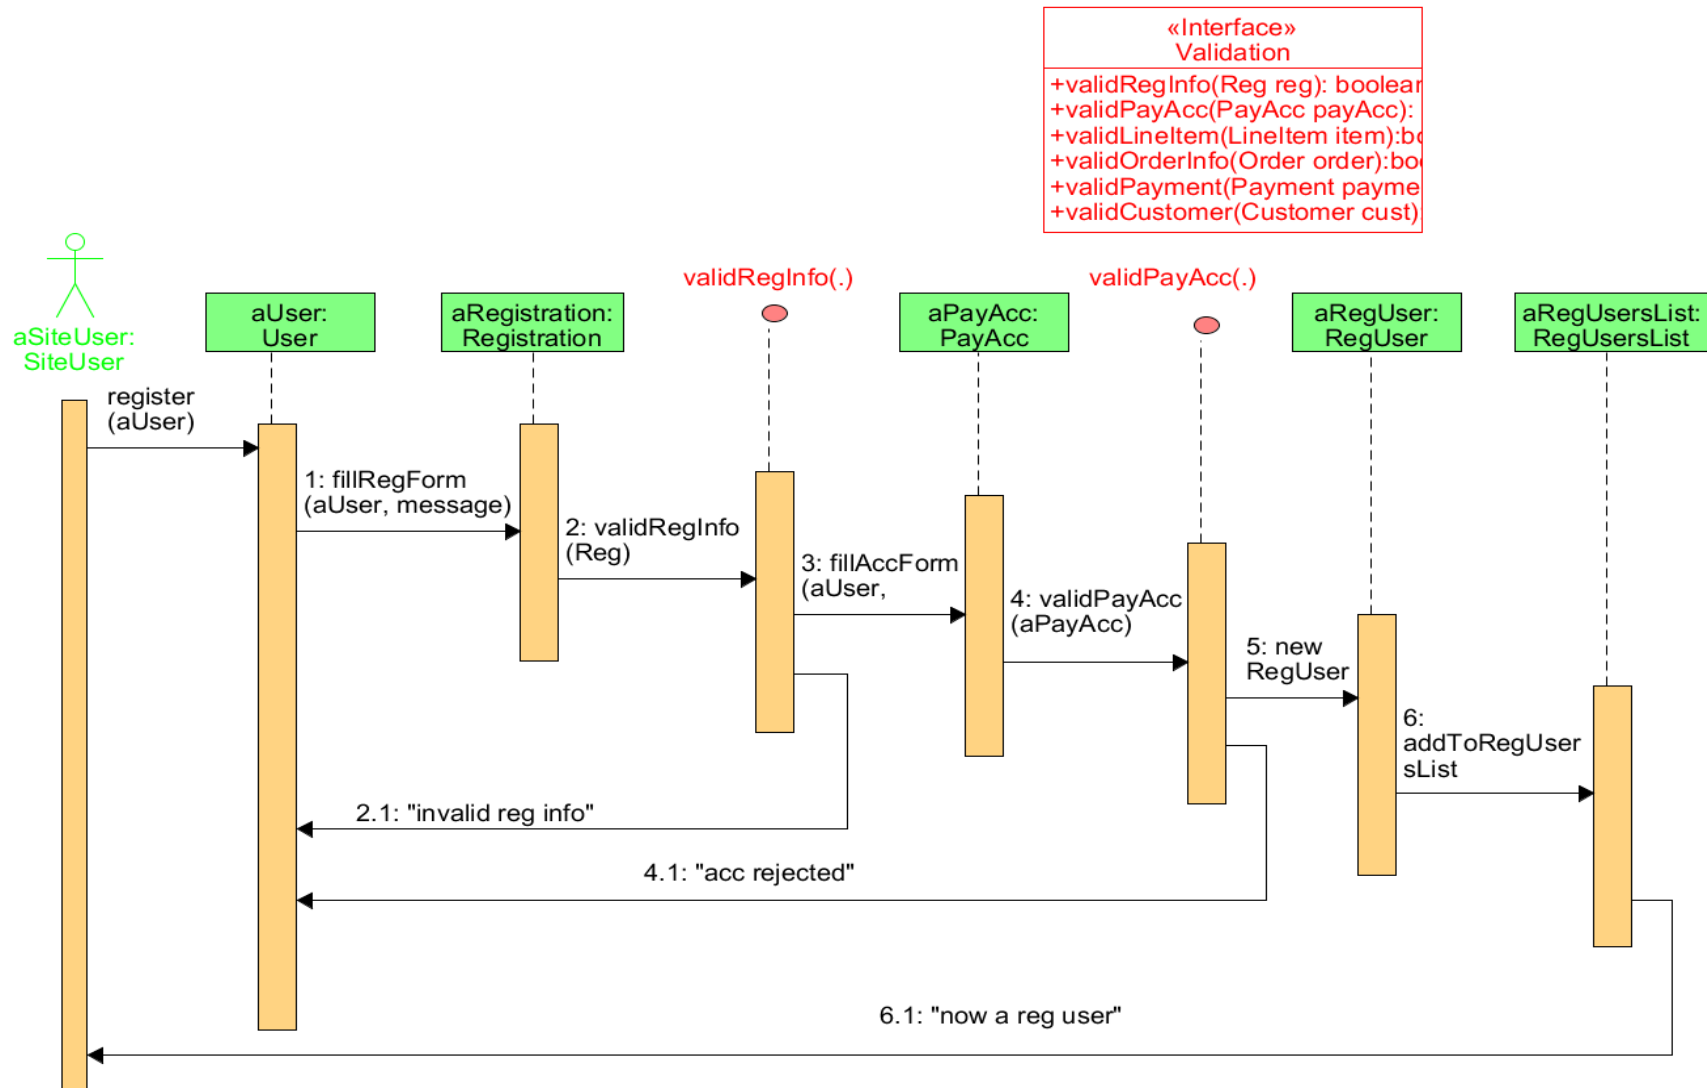 «Interface»
Validation
+validRegInfo(Reg reg): boolear
+validPayAcc(PayAcc payAcc):
+validLineItem(LineItem item):bo
+validOrderInfo(Order order):boo
+validPayment(Payment payme
+validCustomer(Customer cust)
aSiteUser:
SiteUser
aUser:
User
aRegistration:
Registration
validRegInfo(.)
aPayAcc:
PayAcc
validPayAcc(.)
aRegUser:
RegUser
aRegUsersList:
RegUsersList
register
(aUser)
1: fillRegForm
(aUser, message)
2: validRegInfo
(Reg)
3: fillAccForm
(aUser,
4: validPayAcc
(aPayAcc)
5: new
RegUser
6:
addToRegUser
sList
2.1: "invalid reg info"
4.1: "acc rejected"
6.1: "now a reg user"